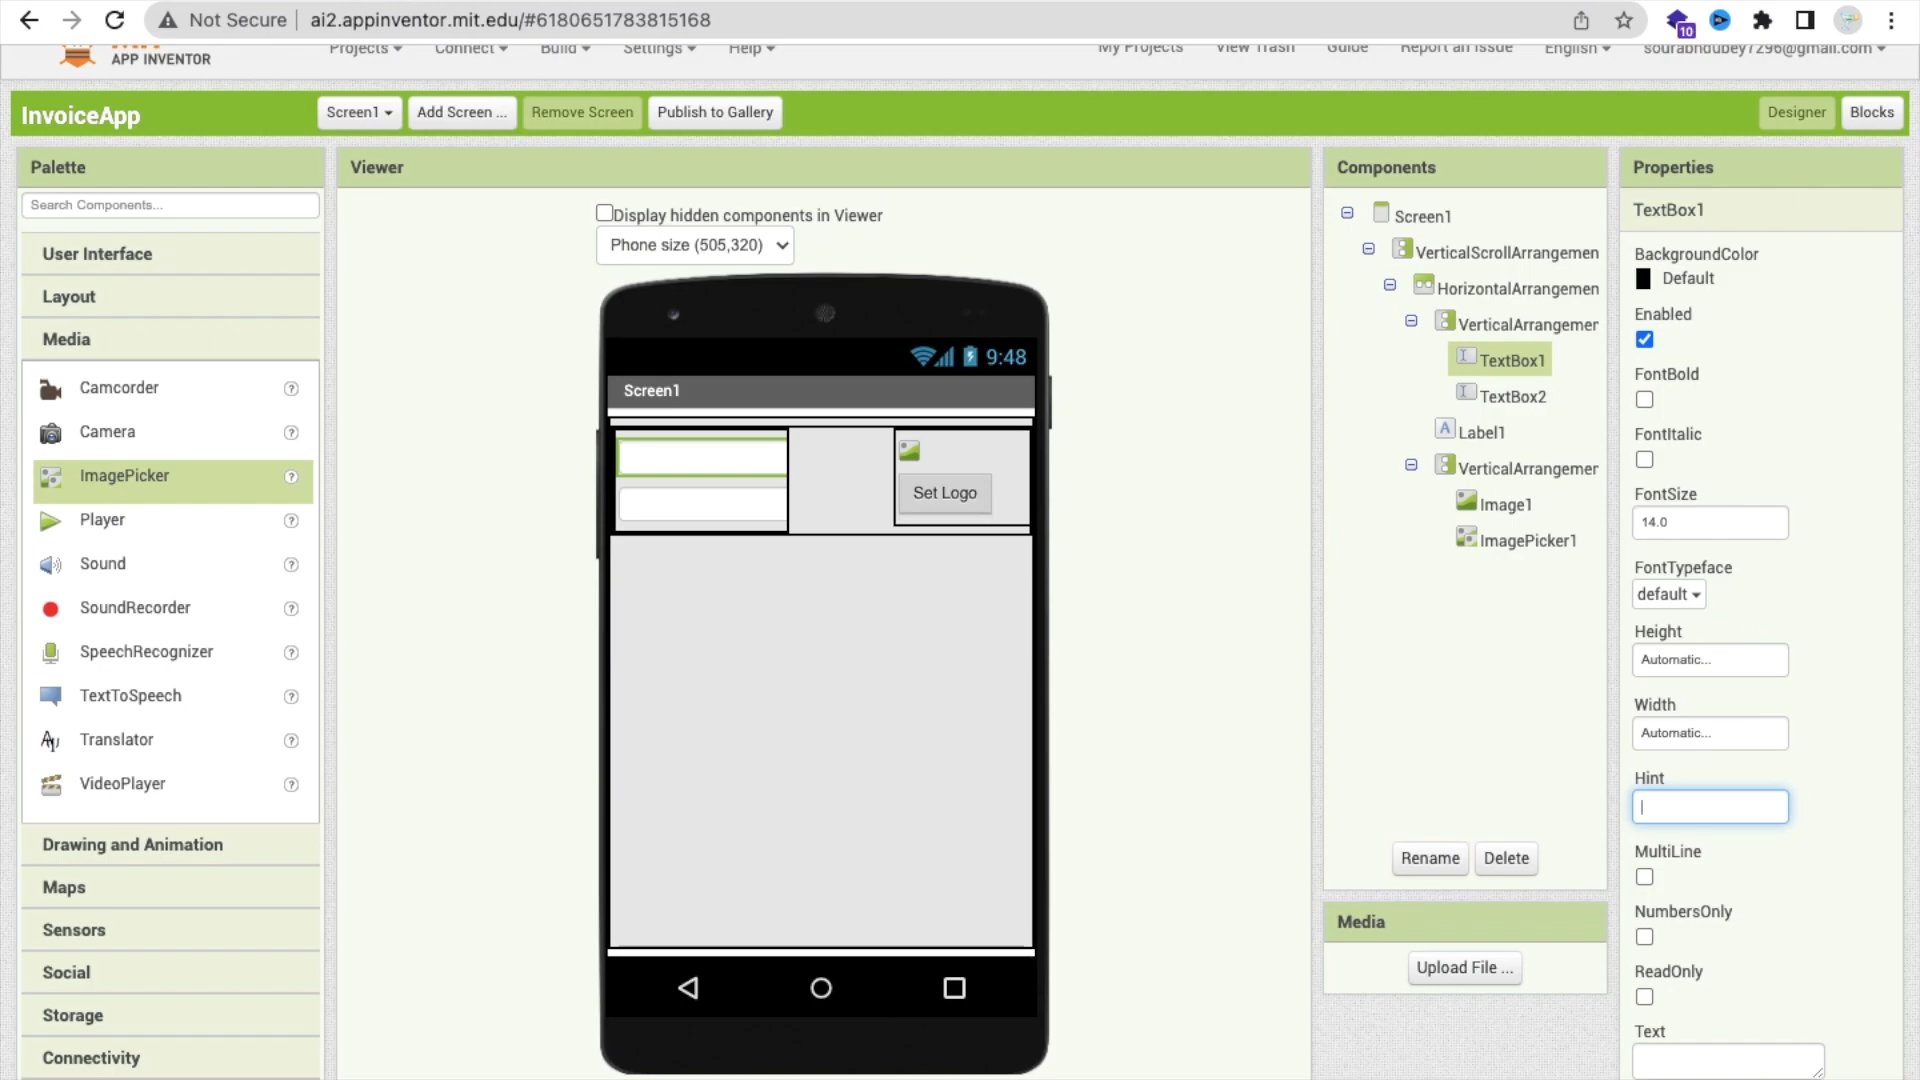 Not Secure
ai2.appinventor.mit.edu/#6180651783815168
10
APP INVENTOR
Projects
Connect
Build
Settings
Help
My Projects
View Trash
Guide
Report an Issue
English
sourabhdubey7296@gmail.com
InvoiceApp
Screen1
Add Screen ...
Remove Screen
Publish to Gallery
Designer
Blocks
Palette
Search Components...
User Interface
Layout
Media
Camcorder ?
Camera ?
ImagePicker ?
Player ?
Sound ?
SoundRecorder ?
SpeechRecognizer ?
TextToSpeech ?
Translator ?
VideoPlayer ?
Drawing and Animation
Maps
Sensors
Social
Storage
Connectivity
Viewer
Display hidden components in Viewer
Phone size (505,320)
9:48
Screen1
Set Logo
Components
Screen1
VerticalScrollArrangemen
HorizontalArrangemen
VerticalArrangemer
TextBox1
TextBox2
A Label1
VerticalArrangemer
Image1
ImagePicker1
Rename
Delete
Media
Upload File ...
Properties
TextBox1
BackgroundColor
Default
Enabled
FontBold
FontItalic
FontSize
14.0
FontTypeface
default
Height
Automatic...
Width
Automatic...
Hint
MultiLine
NumbersOnly
ReadOnly
Text